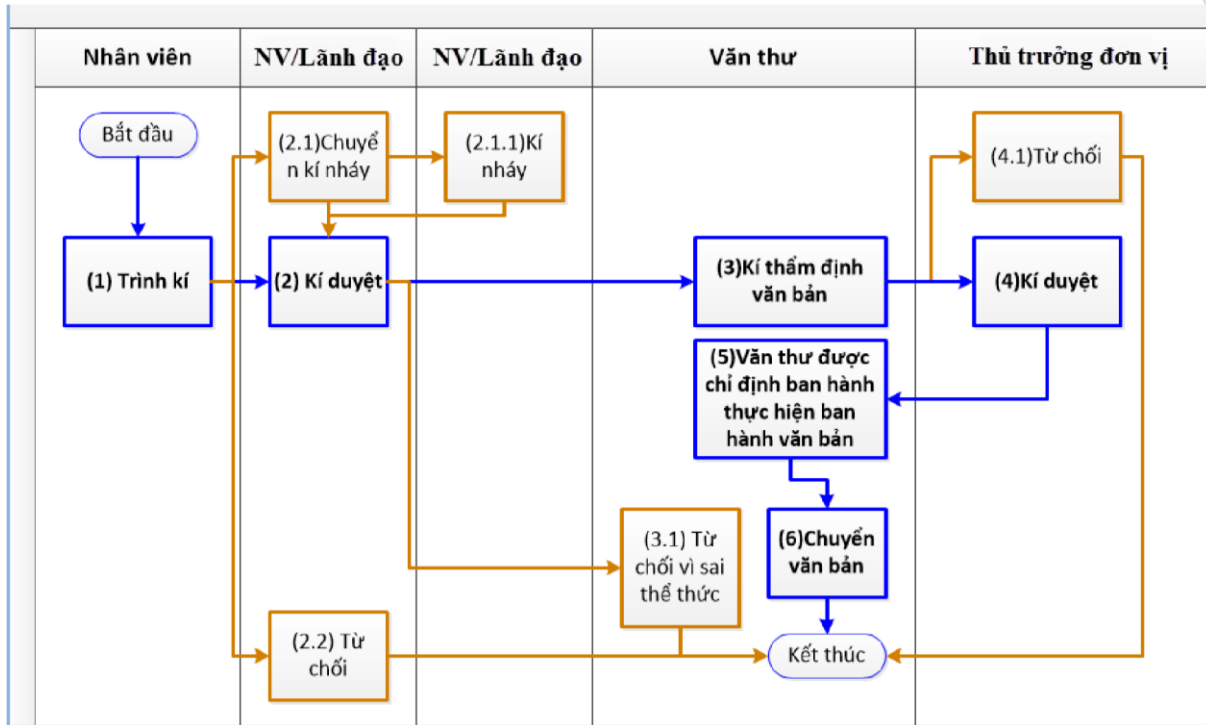 Nhân viên
NV/Lãnh đạo
NV/Lãnh đạo
Văn thư
Thủ trưởng đơn vị
Bắt đầu
(2.1)Chuyể
n kí nháy
(2.1.1)Kí
nháy
(4.1)Từ chối
(1) Trình kí
(2) Kí duyệt
(3)Kí thẩm định
văn bản
(4)Kí duyệt
(5)Văn thư được
chỉ định ban hành
thực hiện ban
hành văn bản
(3.1) Từ
chối vì sai
thể thức
(6)Chuyển
văn bản
(2.2) Từ
chối
Kết thúc